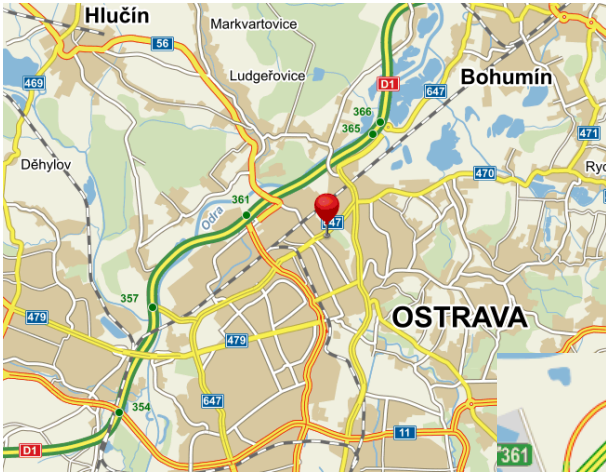 Hlučín
Markvartovice
56
Ludgeřovice
469
D1
Bohumín
647
366
365
471
Děhylov
470
Ryc
361
Odra
647
357
OSTRAVA
479
479
647
354
11
D1
361